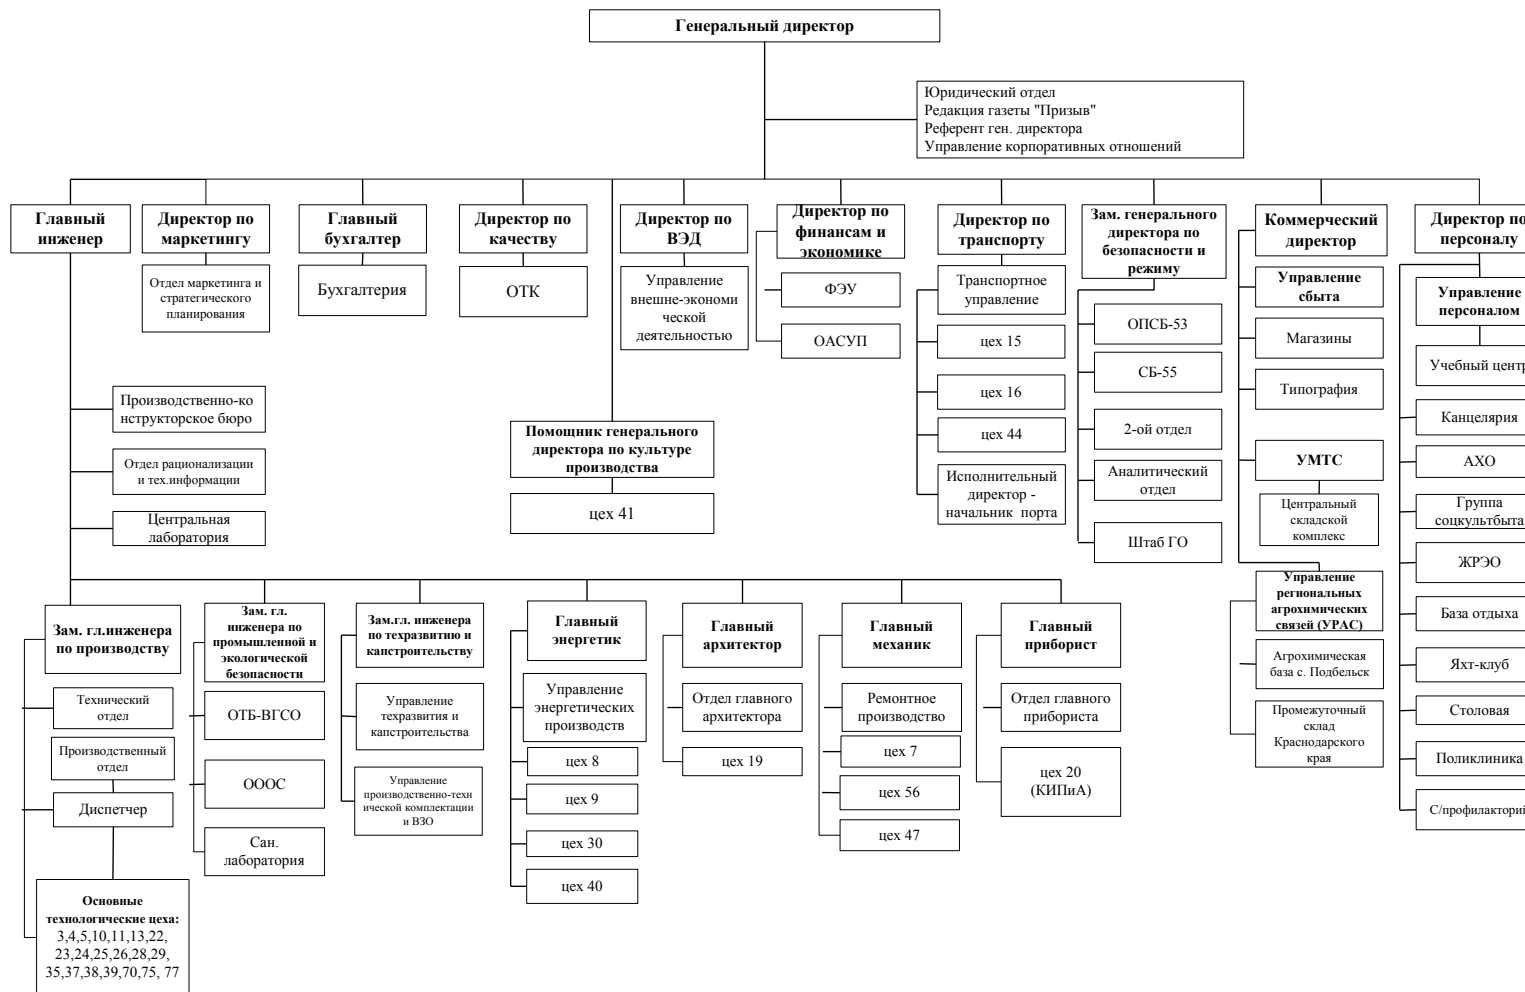 Генеральный директор
Юридический отдел
Редакция газеты "Призыв"
Референт ген. директора
Управление корпоративных отношений
Главный
инженер
Директор по
маркетингу
Отдел маркетинга и
стратегического
планирования
Главный
бухгалтер
Бухгалтерия
Директор по
качеству
ОТК
Директор по
ВЭД
Управление
внешне-экономи
ческой
деятельностью
Директор по
финансам и
экономике
ФЭУ
ОАСУП
Директор по
транспорту
Транспортное
управление
цех 15
цех 16
цех 44
Исполнительный
директор -
начальник порта
Зам. генерального
директора по
безопасности и
режиму
ОПСБ-53
СБ-55
2-ой отдел
Аналитический
отдел
Штаб ГО
Коммерческий
директор
Управление
сбыта
Магазины
Типография
УМТС
Центральный
складской
комплекс
Управление
региональных
агрохимических
связей (УРАС)
Агрохимическая
база с. Подбельск
Промежуточный
склад
Краснодарского
края
Директор по
персоналу
Управление
персоналом
Учебный центр
Канцелярия
АХО
Группа
соцкультбыта
ЖРЭО
База отдыха
Яхт-клуб
Столовая
Поликлиника
С/профилакторий
Производственно-ко
нструкторское бюро
Отдел рационализации
и тех.информации
Центральная
лаборатория
Помощник генерального
директора по культуре
производства
цех 41
Зам. гл.инженера
по производству
Технический
отдел
Производственный
отдел
Диспетчер
Основные
технологические цеха:
3,4,5,10,11,13,22,
23,24,25,26,28,29,
35,37,38,39,70,75, 77
Зам. гл.
инженера по
промышленной и
экологической
безопасности
ОТБ-ВГСО
ОООС
Сан.
лаборатория
Зам.гл. инженера
по техразвитию и
капстроительству
Управление
техразвития и
капстроительства
Управление
производственно-техн
ической комплектации
и ВЗО
Главный
энергетик
Управление
энергетических
производств
цех 8
цех 9
цех 30
цех 40
Главный
архитектор
Отдел главного
архитектора
цех 19
Главный
механик
Ремонтное
производство
цех 7
цех 56
цех 47
Главный
приборист
Отдел главного
прибориста
цех 20
(КИПиА)